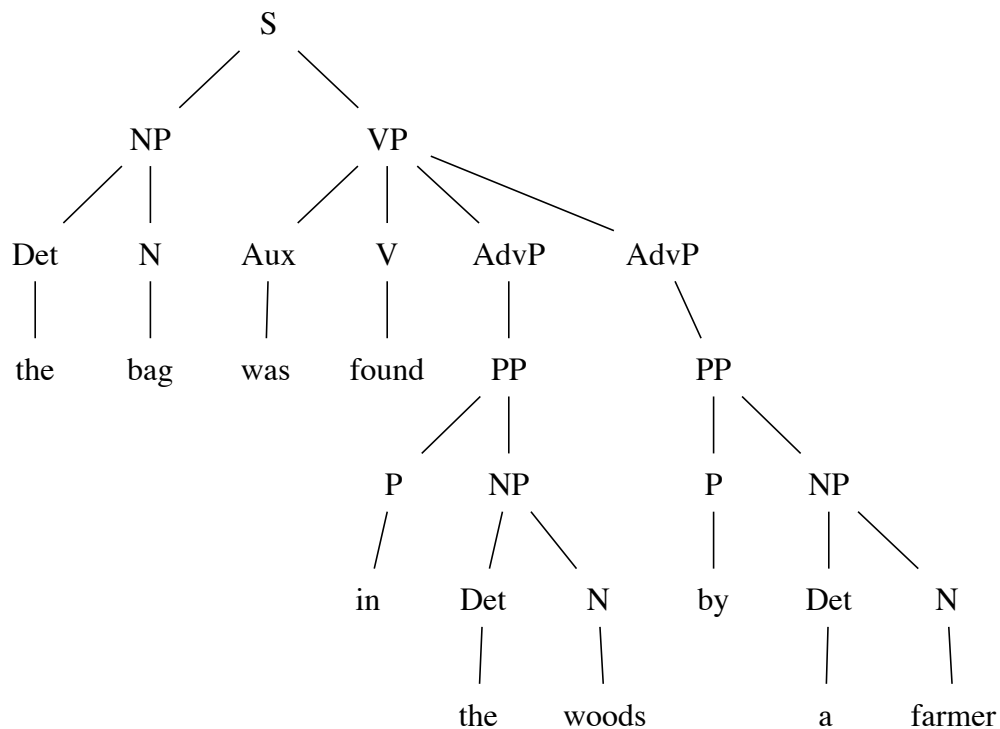 S
NP VP
Det N Aux V AdvP AdvP
the bag was found PP PP
P NP P NP
in Det N by Det N
the woods a farmer